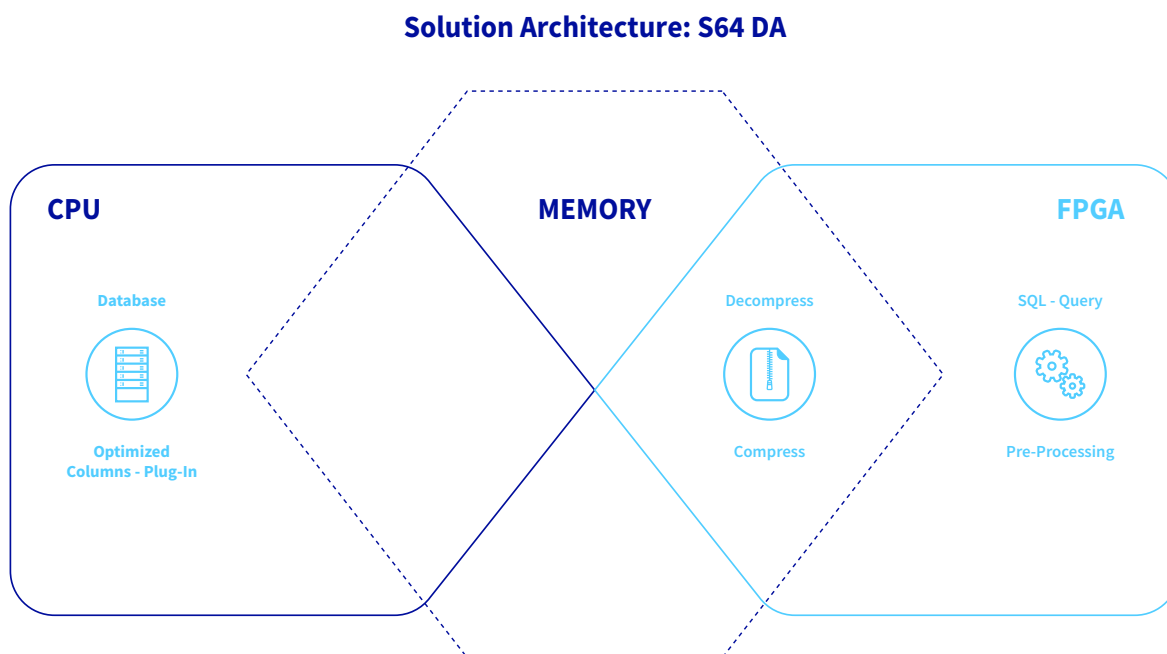 Solution Architecture: S64 DA
CPU
MEMORY
FPGA
Database
Optimized
Columns - Plug-In
Decompress
Compress
SQL - Query
Pre-Processing